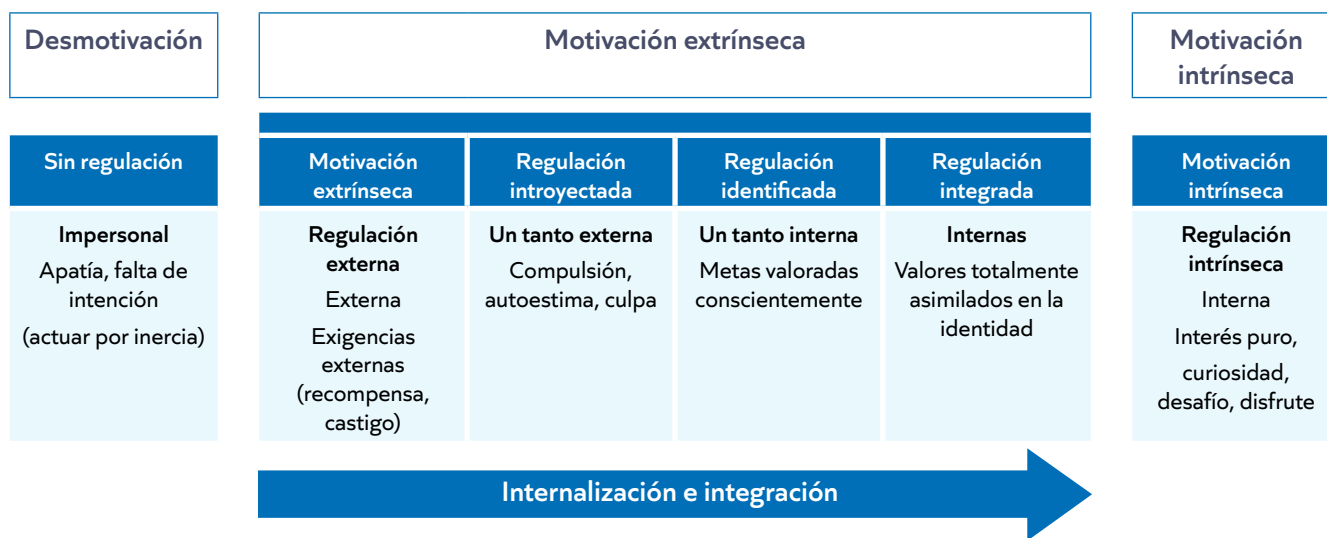 Desmotivación
Motivación extrínseca
Motivación
intrínseca
Sin regulación
Motivación
extrínseca
Regulación
introyectada
Regulación
identificada
Regulación
integrada
Motivación
intrínseca
Impersonal
Apatía, falta de
intención
(actuar por inercia)
Regulación
externa
Externa
Exigencias
externas
(recompensa,
castigo)
Un tanto externa
Compulsión,
autoestima, culpa
Un tanto interna
Metas valoradas
conscientemente
Internas
Valores totalmente
asimilados en la
identidad
Regulación
intrínseca
Interna
Interés puro,
curiosidad,
desafío, disfrute
Internalización e integración